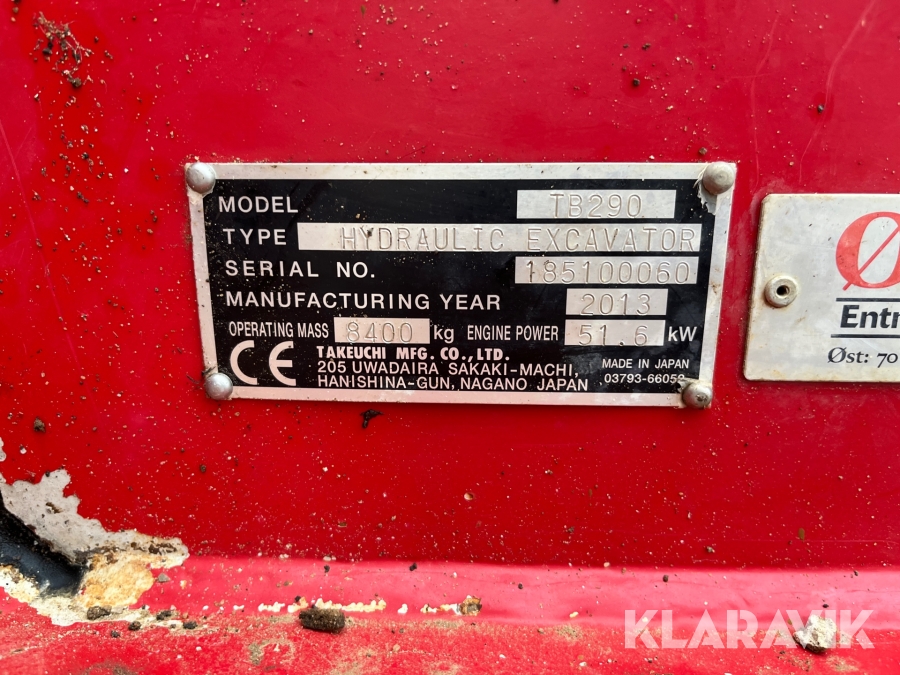 MODEL TB290
TYPE HYDRAULIC EXCAVATOR
SERIAL NO. 185100060
MANUFACTURING YEAR 2013
OPERATING MASS 8400 kg ENGINE POWER 51.6 kW
CE TAKEUCHI MFG. CO., LTD.
205 UWADAIRA SAKAKI-MACHI,
HANISHINA-GUN, NAGANO JAPAN
MADE IN JAPAN
03793-66052
Ø
Entr
Øst: 70
KLARAVIK